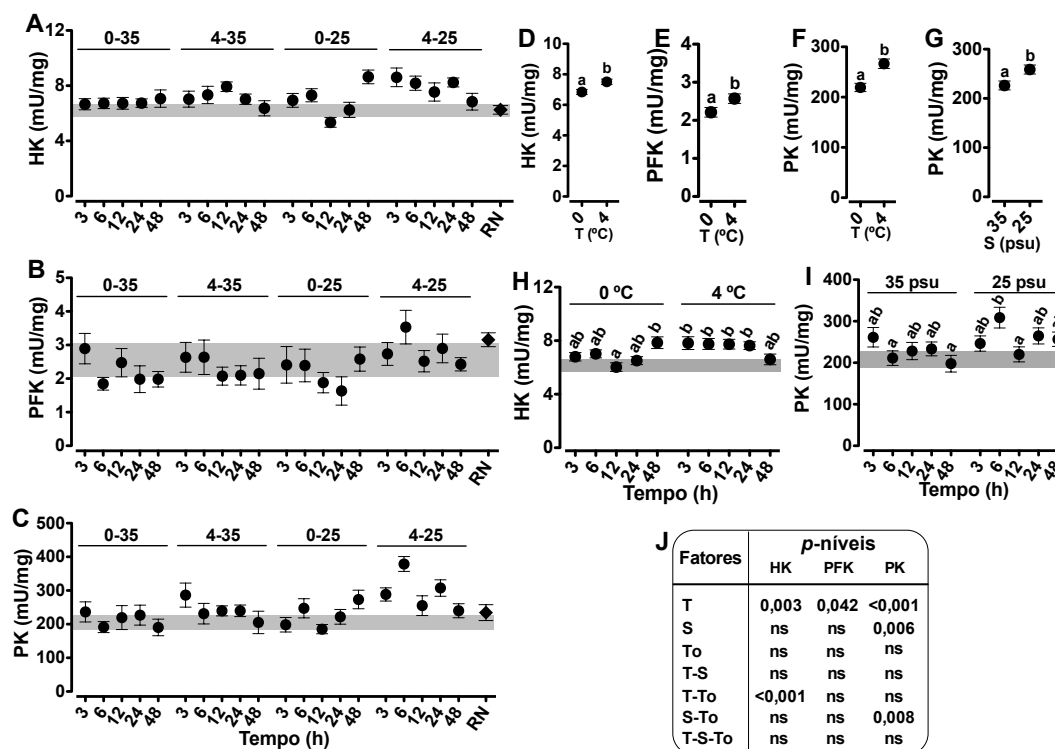 A
HK (mU/mg)
12
9
6
3
0
0-35
4-35
0-25
4-25
3 6 12 24 48 3 6 12 24 48 3 6 12 24 48 3 6 12 24 48 RN
D
HK (mU/mg)
10
8
6
4
2
0
a b
0 4
T (ºC)
E
PFK (mU/mg)
4
3
2
1
0
a b
0 4
T (ºC)
F
PK (mU/mg)
300
200
100
0
a b
0 4
T (ºC)
G
PK (mU/mg)
300
200
100
0
a b
35 25
S (psu)
B
PFK (mU/mg)
5
4
3
2
1
0
0-35
4-35
0-25
4-25
3 6 12 24 48 3 6 12 24 48 3 6 12 24 48 3 6 12 24 48 RN
H
HK (mU/mg)
12
8
4
0
0 ºC
4 ºC
ab ab a ab b b b b b ab
3 6 12 24 48 3 6 12 24 48
Tempo (h)
I
PK (mU/mg)
400
300
200
100
0
35 psu
25 psu
ab ab ab ab a ab b a ab ab
3 6 12 24 48 3 6 12 24 48
Tempo (h)
C
PK (mU/mg)
500
400
300
200
100
0
0-35
4-35
0-25
4-25
3 6 12 24 48 3 6 12 24 48 3 6 12 24 48 3 6 12 24 48 RN
Tempo (h)
J
Fatores p-níveis
HK PFK PK
T 0,003 0,042 <0,001
S ns ns 0,006
To ns ns ns
T-S ns ns ns
T-To <0,001 ns ns
S-To ns ns 0,008
T-S-To ns ns ns